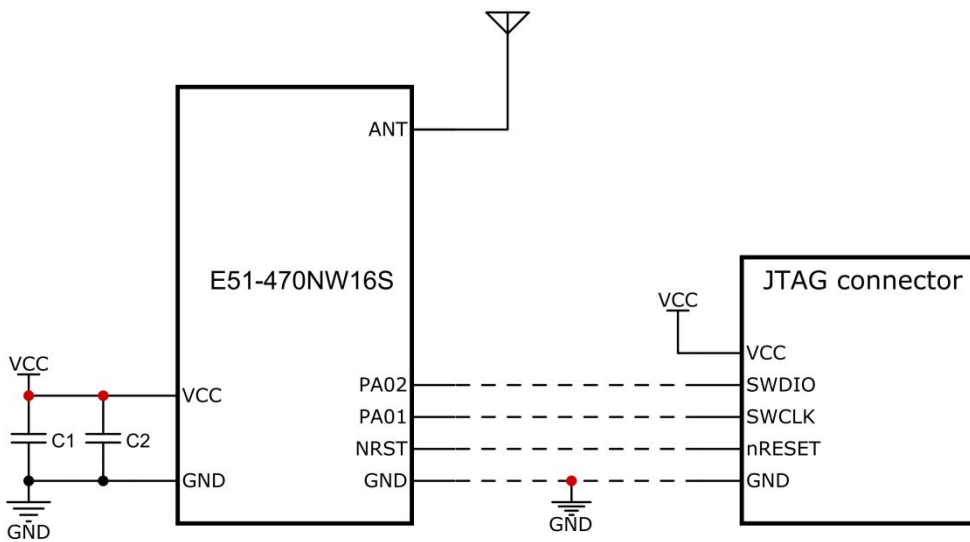 ANT
E51-470NW16S
JTAG connector
VCC
VCC
VCC
VCC
PA02
SWDIO
PA01
SWCLK
C1
C2
NRST
nRESET
GND
GND
GND
GND
GND